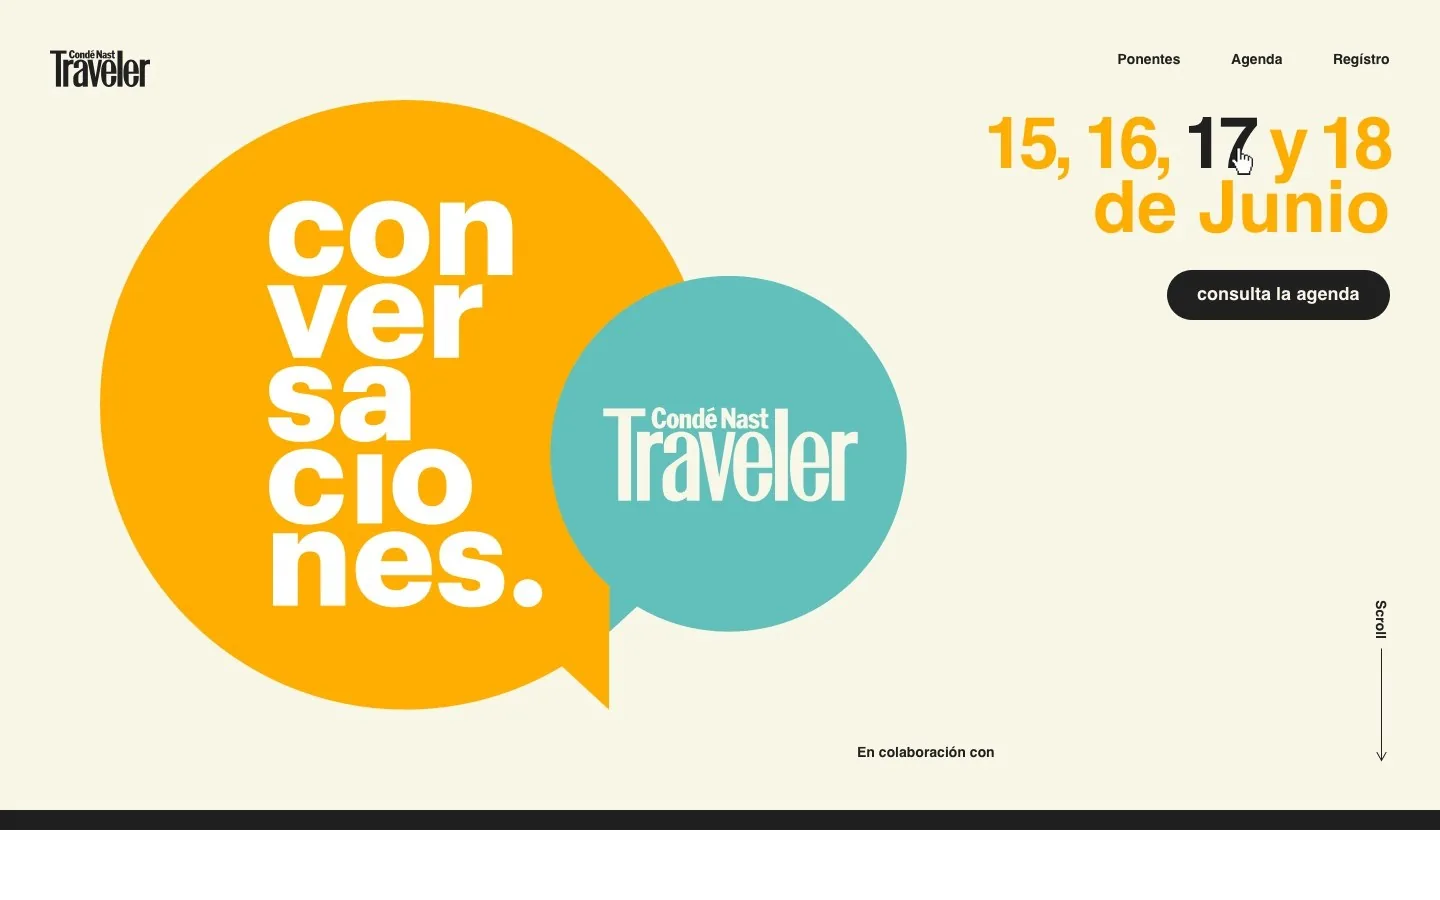 Condé Nast
Traveler
Ponentes
Agenda
Regístro
15, 16, 17 y 18
de Junio
consulta la agenda
con
ver
sa
cio
nes.
Condé Nast
Traveler
Scroll
En colaboración con